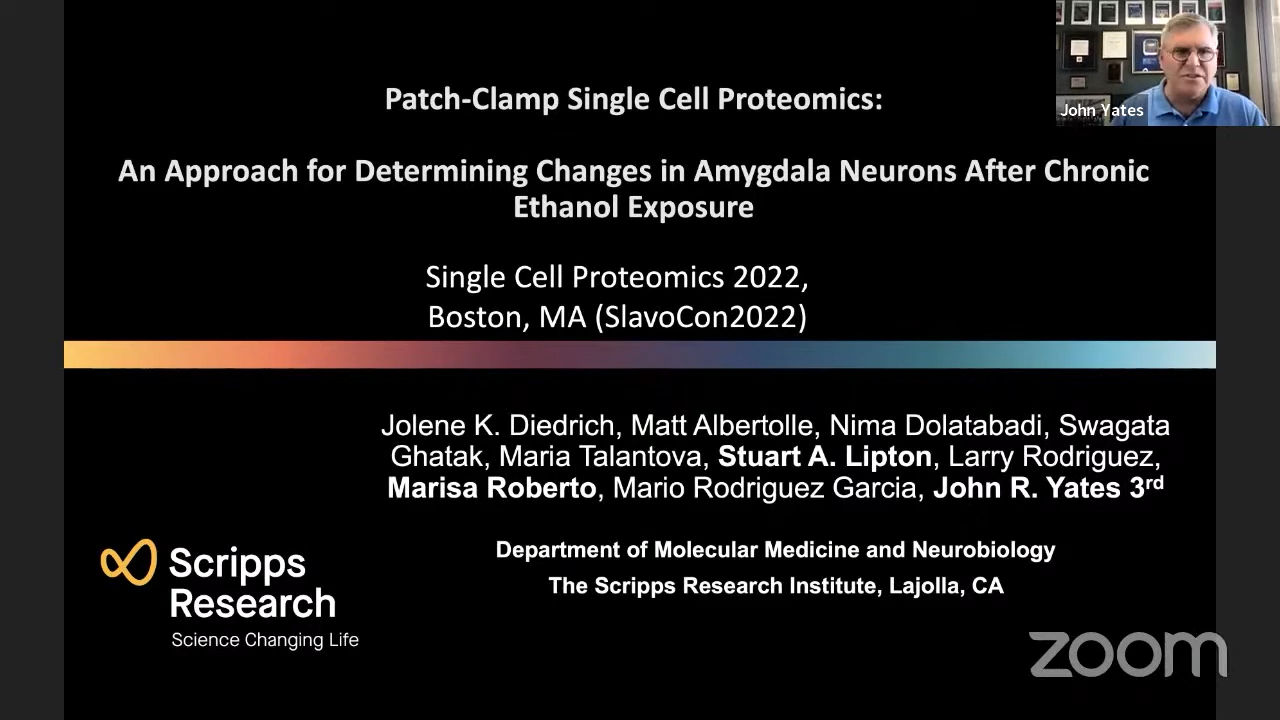 Patch-Clamp Single Cell Proteomics:
John Yates
An Approach for Determining Changes in Amygdala Neurons After Chronic
Ethanol Exposure
Single Cell Proteomics 2022,
Boston, MA (SlavoCon2022)
Jolene K. Diedrich, Matt Albertolle, Nima Dolatabadi, Swagata
Ghatak, Maria Talantova, Stuart A. Lipton, Larry Rodriguez,
Marisa Roberto, Mario Rodriguez Garcia, John R. Yates 3rd
Department of Molecular Medicine and Neurobiology
The Scripps Research Institute, Lajolla, CA
Scripps
Research
Science Changing Life
zoom